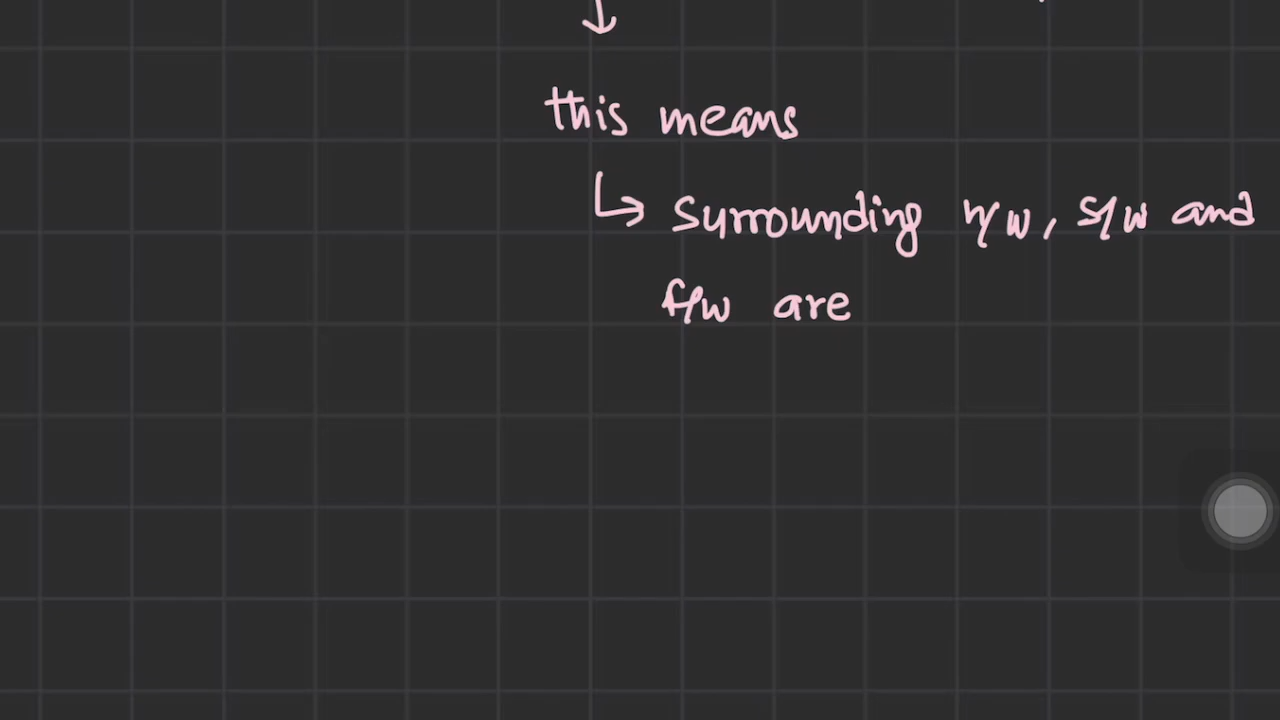 this means
↳ Surrounding h/w, s/w and
f/w are